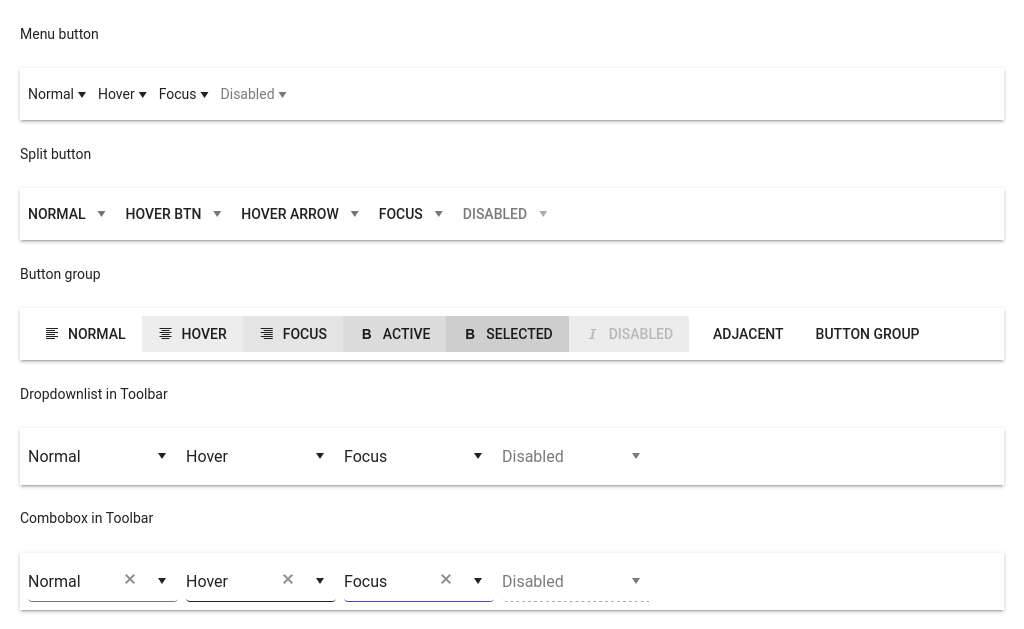 Menu button
Normal Hover Focus Disabled
Split button
NORMAL HOVER BTN HOVER ARROW FOCUS DISABLED
Button group
NORMAL HOVER FOCUS B ACTIVE B SELECTED I DISABLED ADJACENT BUTTON GROUP
Dropdownlist in Toolbar
Normal Hover Focus Disabled
Combobox in Toolbar
Normal Hover Focus Disabled